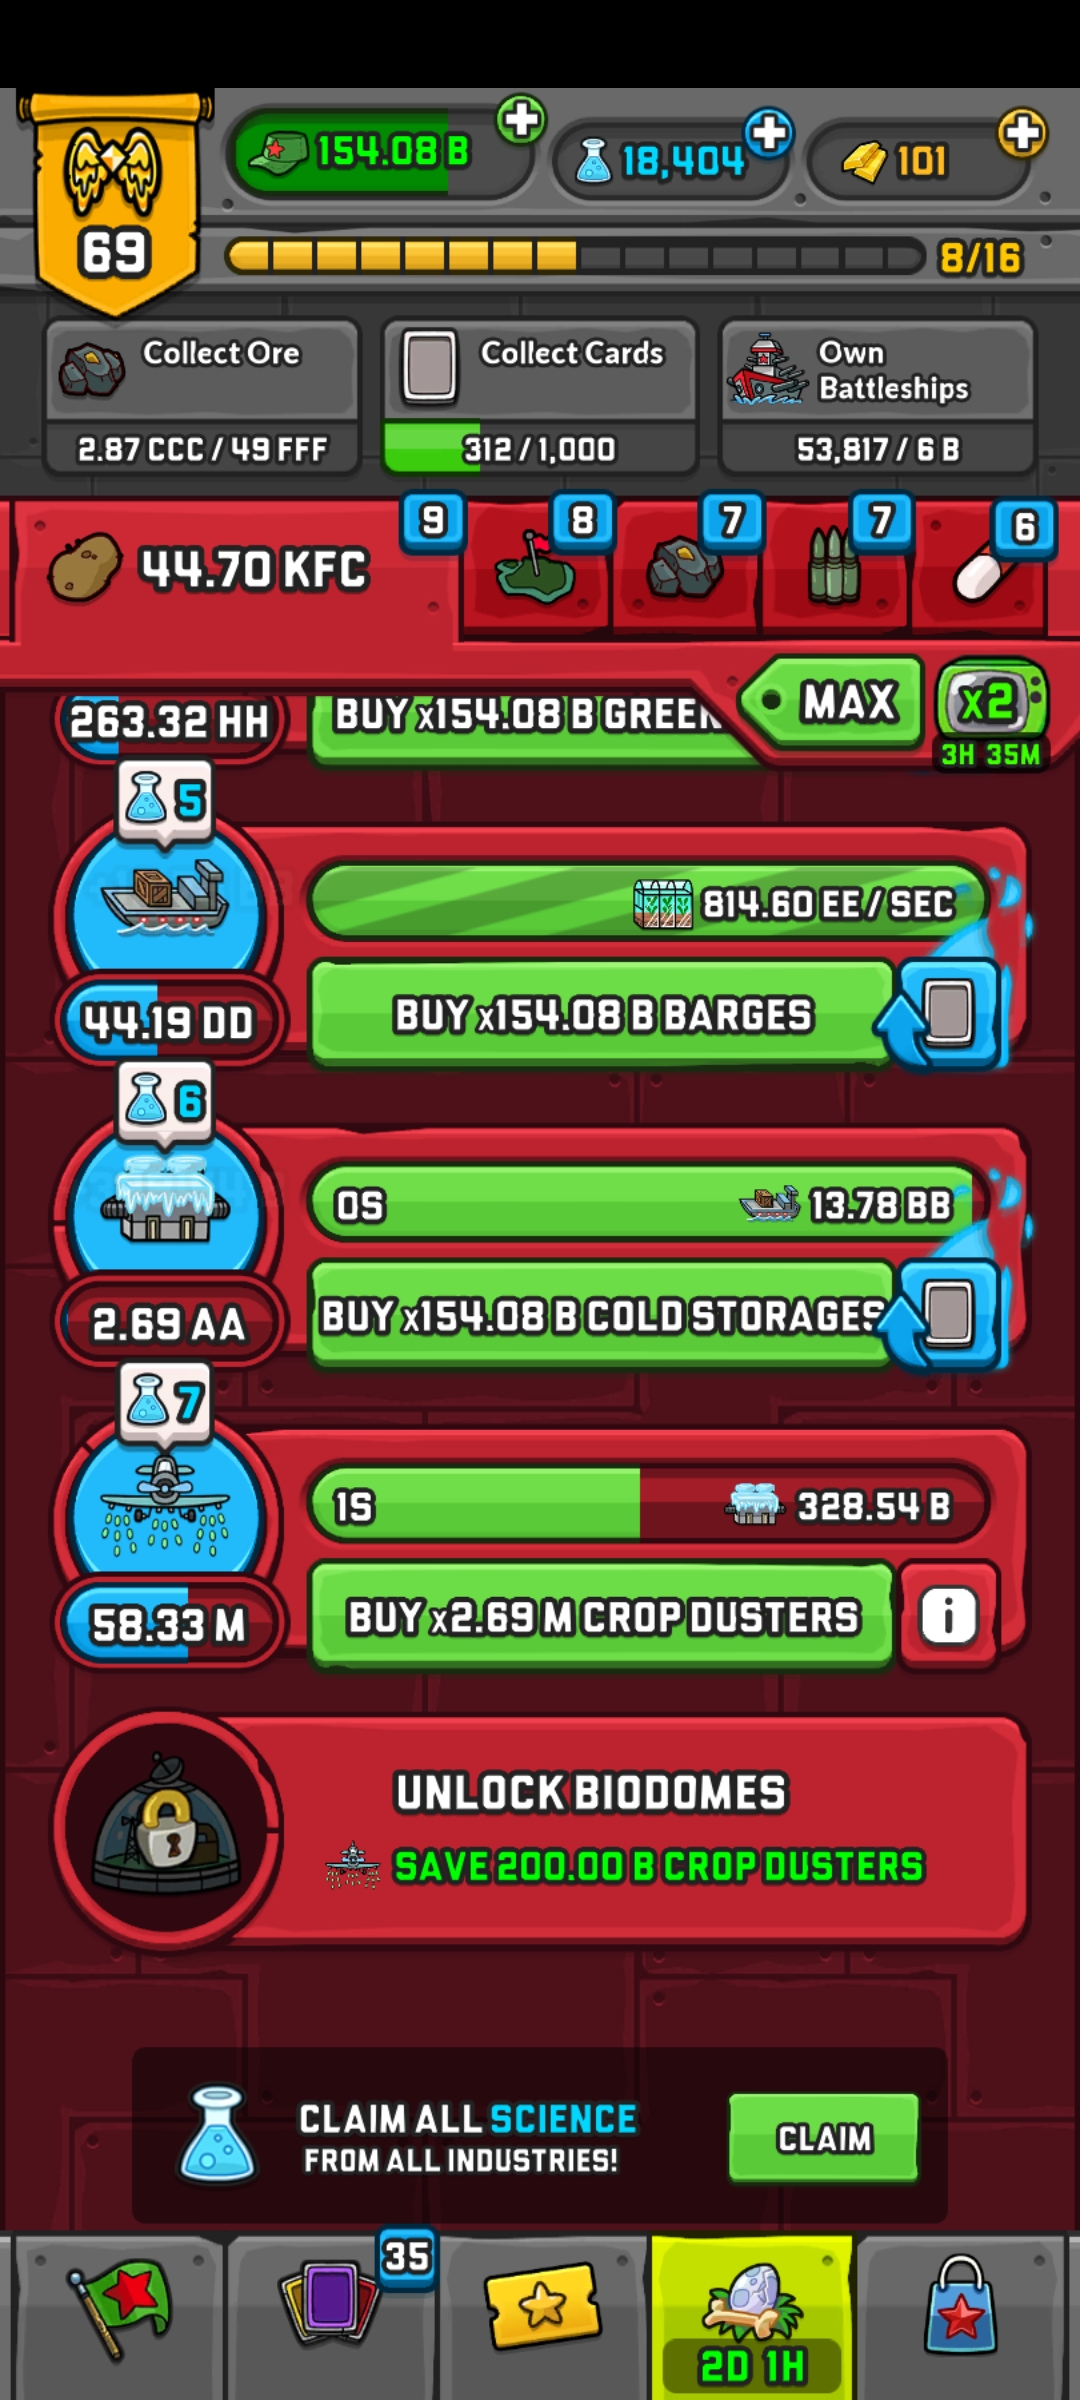 154.08 B
18,404
101
69
8/16
Collect Ore
2.87 CCC / 49 FFF
Collect Cards
312 / 1,000
Own
Battleships
53,817 / 6 B
44.70 KFC
9
8
7
7
6
MAX
x2
3H 35M
263.32 HH
BUY x154.08 B GREEN
5
814.60 EE / SEC
44.19 DD
BUY x154.08 B BARGES
6
0S
13.78 BB
2.69 AA
BUY x154.08 B COLD STORAGES
7
1S
328.54 B
58.33 M
BUY x2.69 M CROP DUSTERS
i
UNLOCK BIODOMES
SAVE 200.00 B CROP DUSTERS
CLAIM ALL SCIENCE
FROM ALL INDUSTRIES!
CLAIM
35
2D 1H